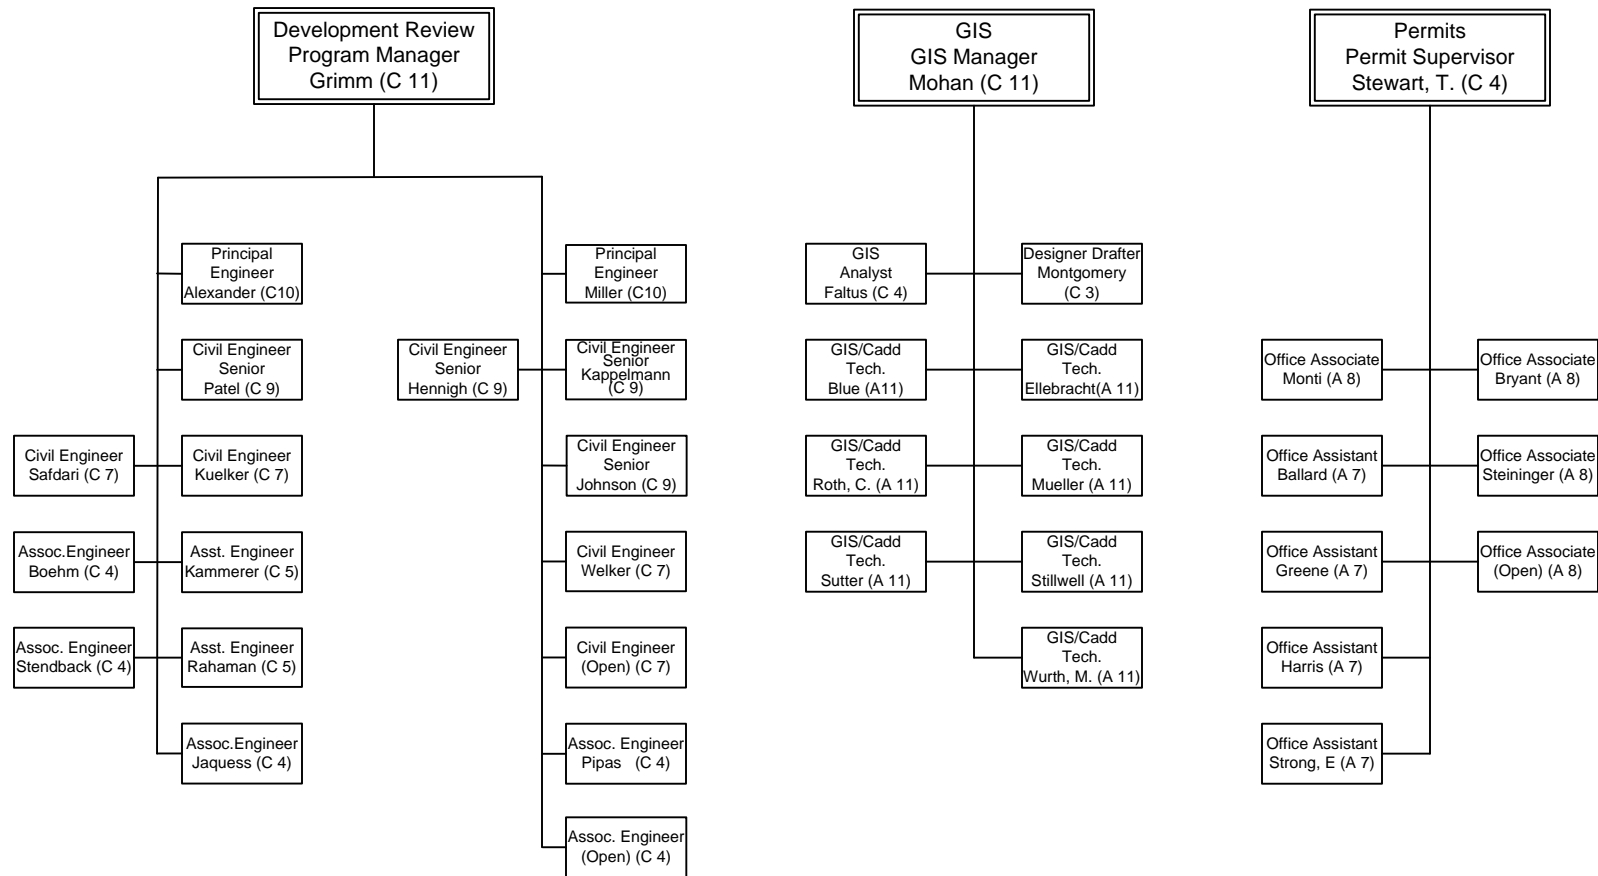 Development Review
Program Manager
Grimm (C 11)
GIS
GIS Manager
Mohan (C 11)
Permits
Permit Supervisor
Stewart, T. (C 4)
Principal
Engineer
Alexander (C10)
Principal
Engineer
Miller (C10)
GIS
Analyst
Faltus (C 4)
Designer Drafter
Montgomery
(C 3)
Civil Engineer
Senior
Patel (C 9)
Civil Engineer
Senior
Hennigh (C 9)
Civil Engineer
Senior
Kappelmann
(C 9)
GIS/Cadd
Tech.
Blue (A11)
GIS/Cadd
Tech.
Ellebracht(A 11)
Office Associate
Monti (A 8)
Office Associate
Bryant (A 8)
Civil Engineer
Safdari (C 7)
Civil Engineer
Kuelker (C 7)
Civil Engineer
Senior
Johnson (C 9)
GIS/Cadd
Tech.
Roth, C. (A 11)
GIS/Cadd
Tech.
Mueller (A 11)
Office Assistant
Ballard (A 7)
Office Associate
Steininger (A 8)
Assoc.Engineer
Boehm (C 4)
Asst. Engineer
Kammerer (C 5)
Civil Engineer
Welker (C 7)
GIS/Cadd
Tech.
Sutter (A 11)
GIS/Cadd
Tech.
Stillwell (A 11)
Office Assistant
Greene (A 7)
Office Associate
(Open) (A 8)
Assoc. Engineer
Stendback (C 4)
Asst. Engineer
Rahaman (C 5)
Civil Engineer
(Open) (C 7)
GIS/Cadd
Tech.
Wurth, M. (A 11)
Office Assistant
Harris (A 7)
Assoc.Engineer
Jaquess (C 4)
Assoc. Engineer
Pipas (C 4)
Office Assistant
Strong, E (A 7)
Assoc. Engineer
(Open) (C 4)